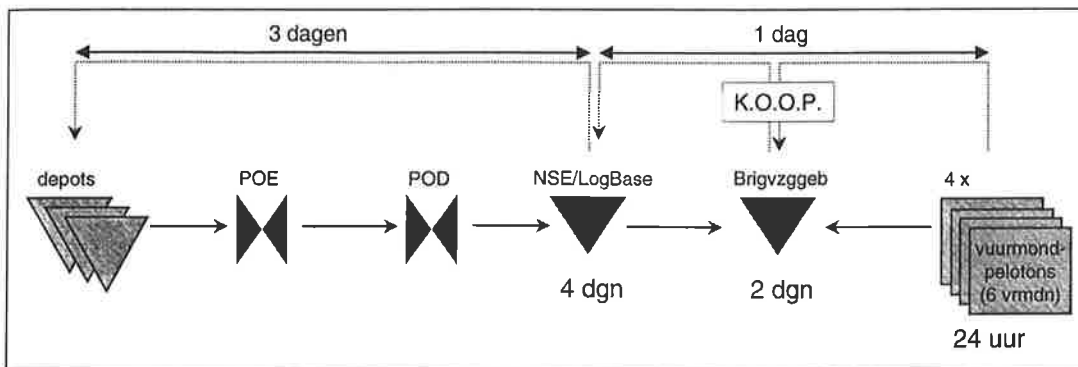 3 dagen
1 dag
K.O.O.P.
depots
POE
POD
NSE/LogBase
Brigvzggeb
4 x
vuurmond-
pelotons
(6 vrmdn)
4 dgn
2 dgn
24 uur